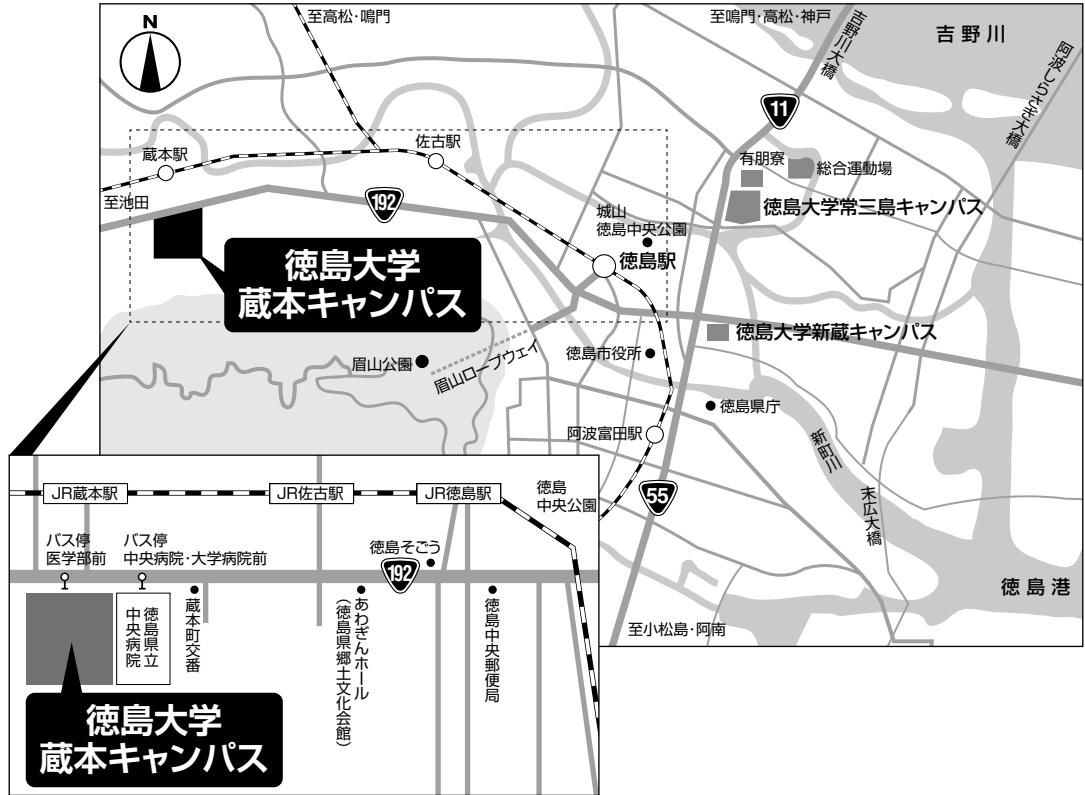 N
至高松・鳴門
至鳴門・高松・神戸
吉野川大橋
吉野川
阿波しらさぎ大橋
11
佐古駅
蔵本駅
有朋寮
総合運動場
至池田
192
徳島大学常三島キャンパス
城山
徳島中央公園
徳島駅
徳島大学
蔵本キャンパス
徳島大学新蔵キャンパス
眉山公園
眉山ロープウェイ
徳島市役所
徳島県庁
阿波富田駅
新町川
末広大橋
55
徳島港
至小松島・阿南
JR蔵本駅
JR佐古駅
JR徳島駅
徳島
中央公園
バス停
医学部前
バス停
中央病院・大学病院前
徳島そごう
192
徳島県立
中央病院
蔵本町交番
あわぎんホール
(徳島県郷土文化会館)
徳島中央郵便局
徳島大学
蔵本キャンパス